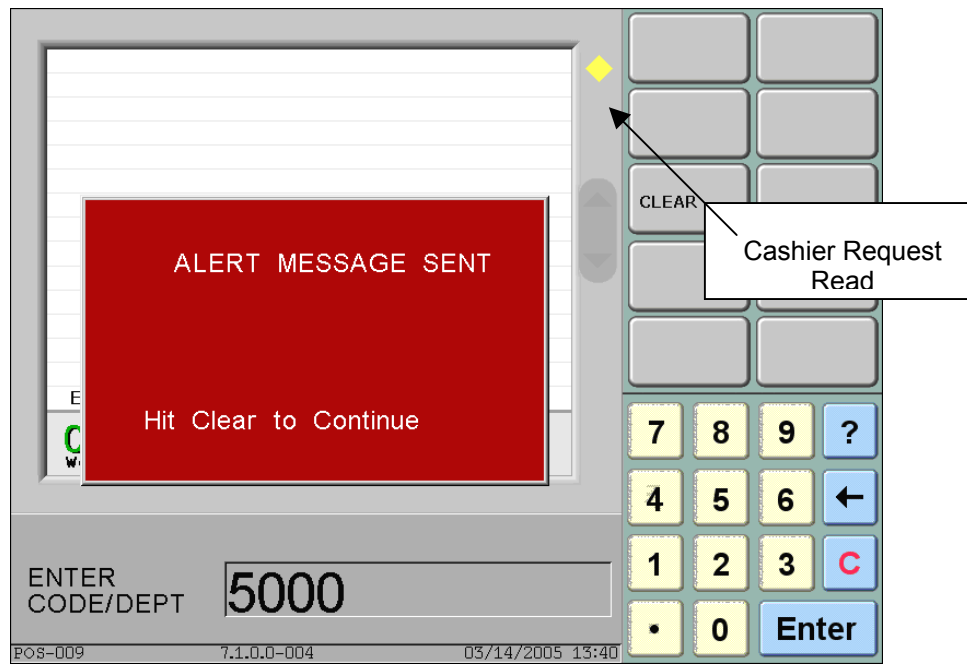 ALERT MESSAGE SENT
Hit Clear to Continue
E
W
ENTER
CODE/DEPT
5000
POS-009 7.1.0.0-004 03/14/2005 13:40
CLEAR
Cashier Request
Read
7 8 9 ?
4 5 6 ←
1 2 3 C
. 0 Enter